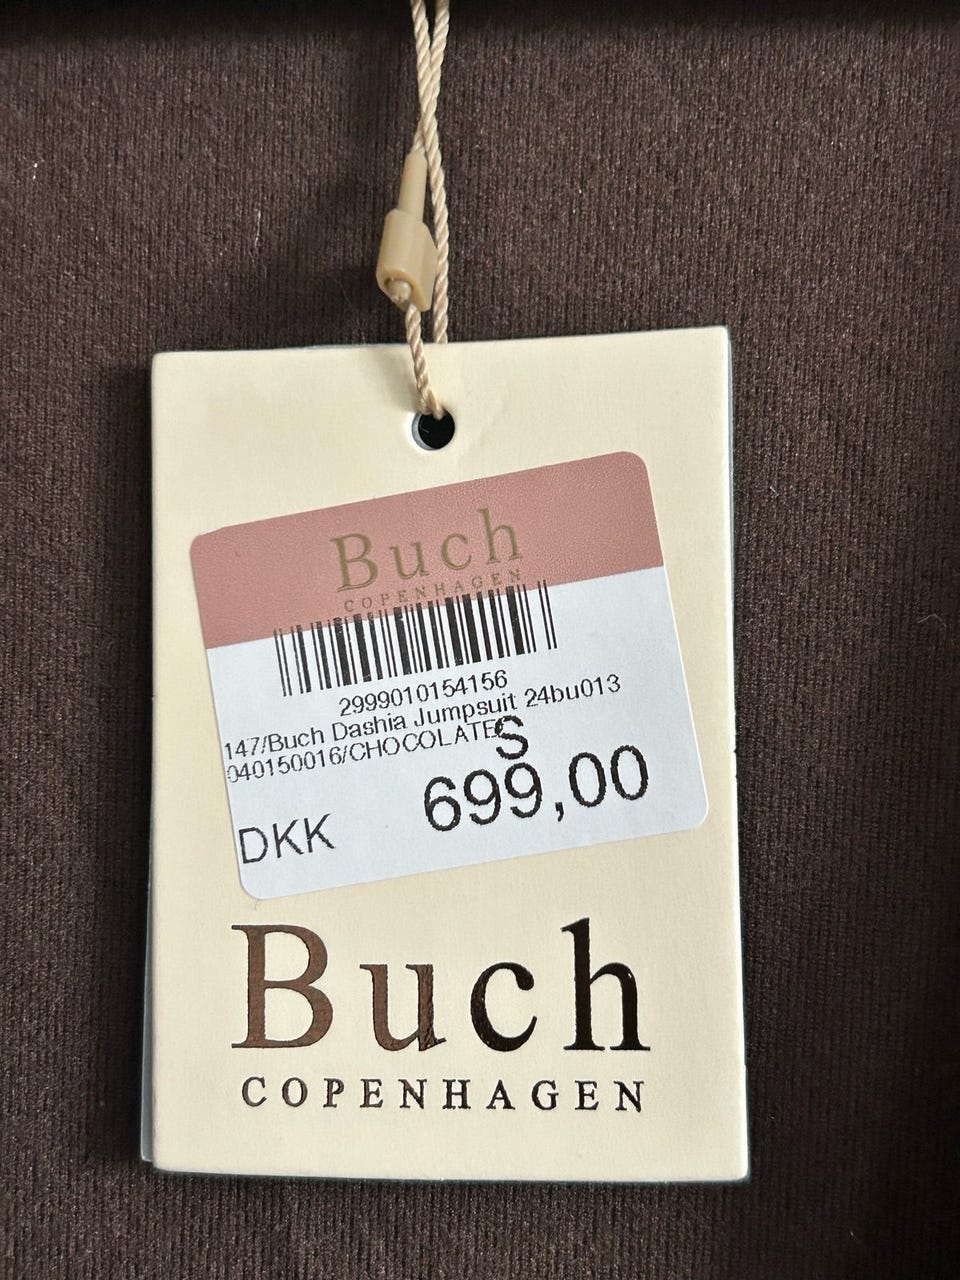 Buch
COPENHAGEN
2999010154156
147/Buch Dashia Jumpsuit 24bu013
040150016/CHOCOLATE
S
DKK 699,00
Buch
COPENHAGEN